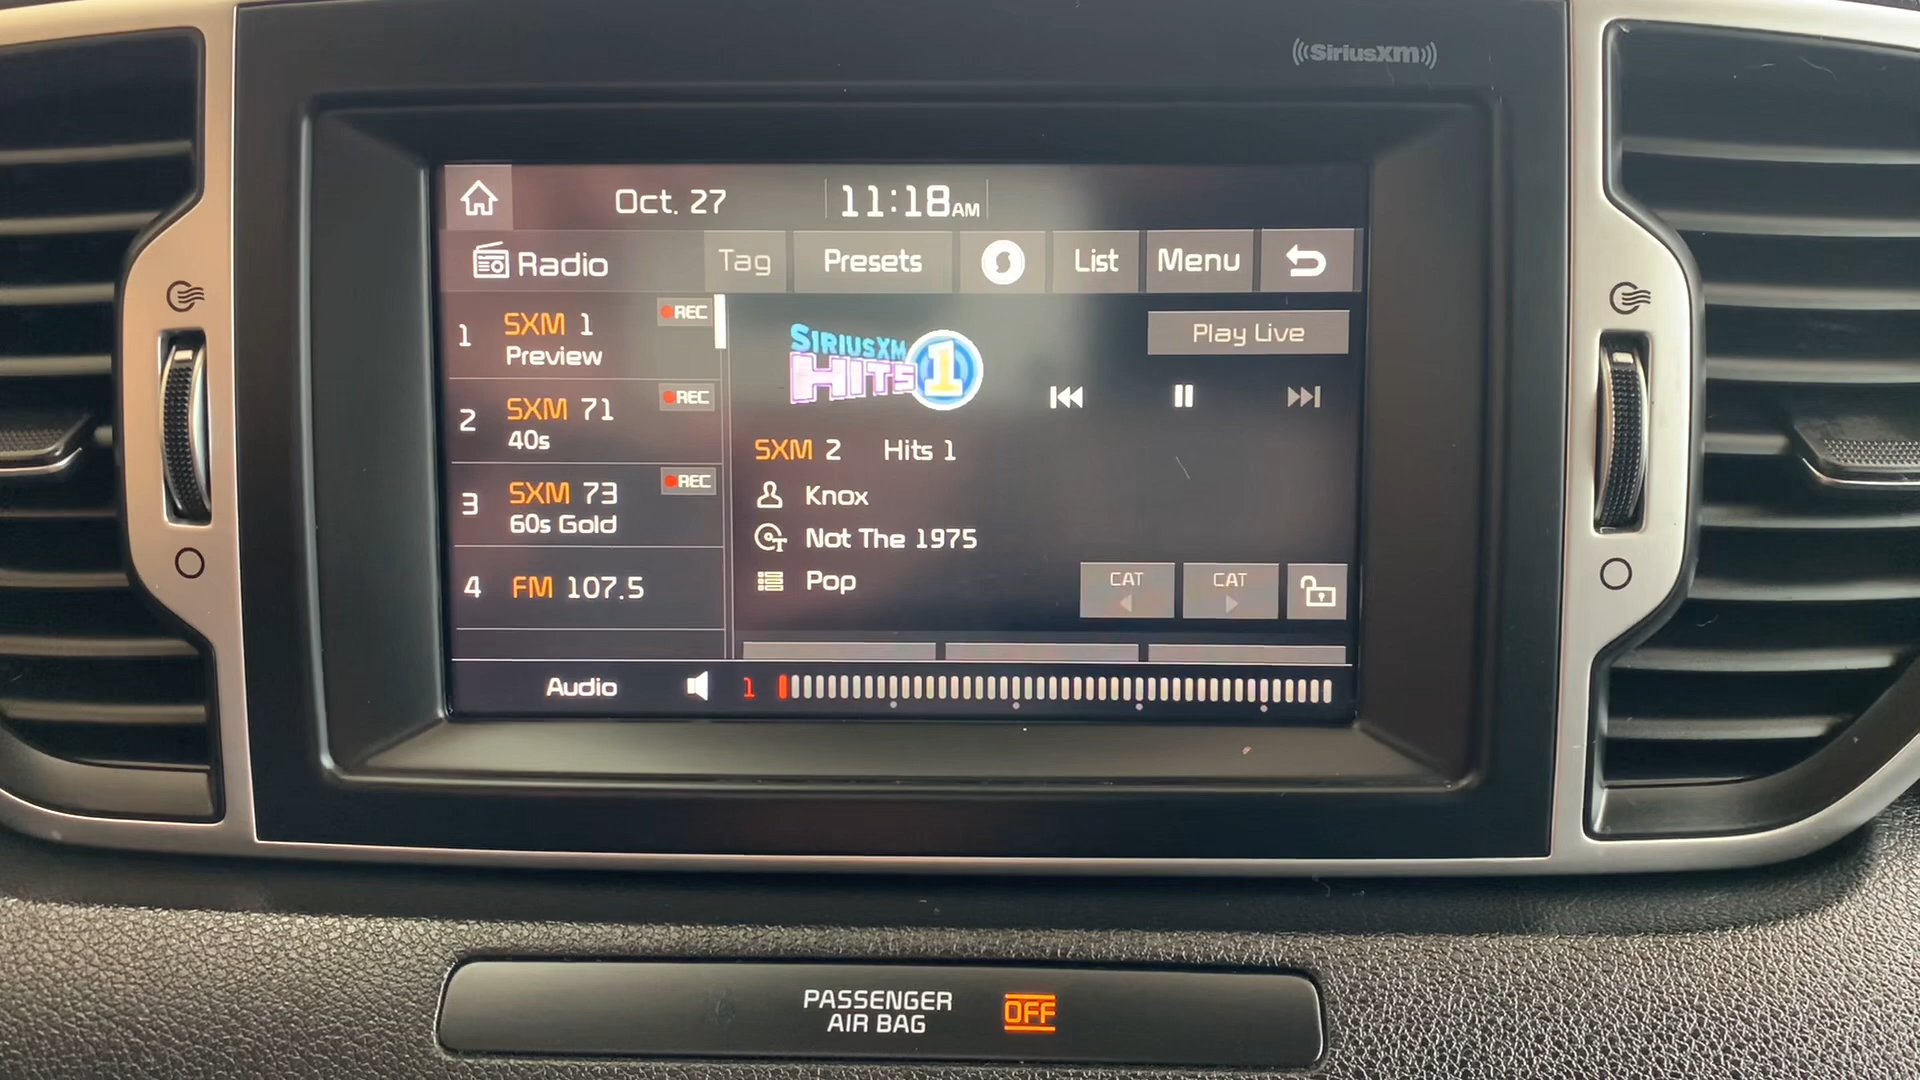 ((SiriusXM))
Oct. 27
11:18AM
Radio
Tag
Presets
List
Menu
1
SXM 1
REC
Preview
2
SXM 71
REC
40s
3
SXM 73
REC
60s Gold
4
FM 107.5
SIRIUSXM
HITS 1
Play Live
SXM 2 Hits 1
Knox
Not The 1975
Pop
CAT
CAT
Audio
1
PASSENGER
AIR BAG
OFF